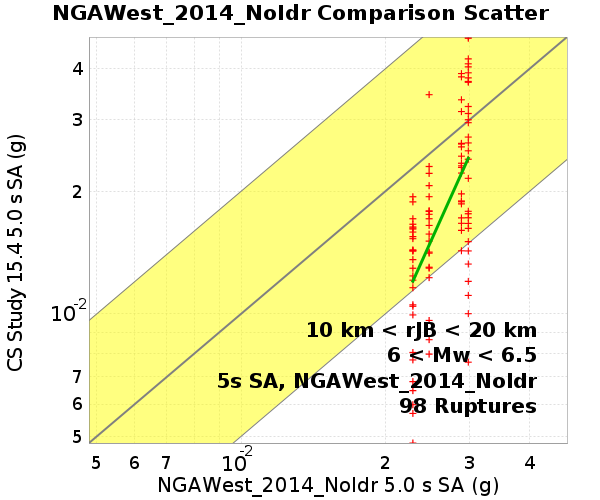 NGAWest_2014_NoIdr Comparison Scatter
CS Study 15.4 5.0 s SA (g)
4
3
2
10^-2
7
6
5
10 km < rJB < 20 km
6 < Mw < 6.5
5s SA, NGAWest_2014_NoIdr
98 Ruptures
5 6 7 10^-2 2 3 4
NGAWest_2014_NoIdr 5.0 s SA (g)